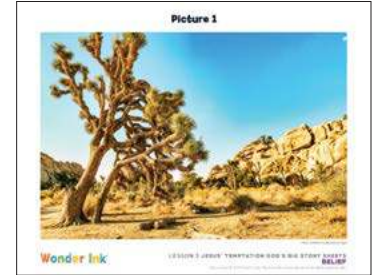 Picture 1
Wonder Ink
LESSON 3 JESUS' TEMPTATION GOD'S BIG STORY SHEETS
BELIEF